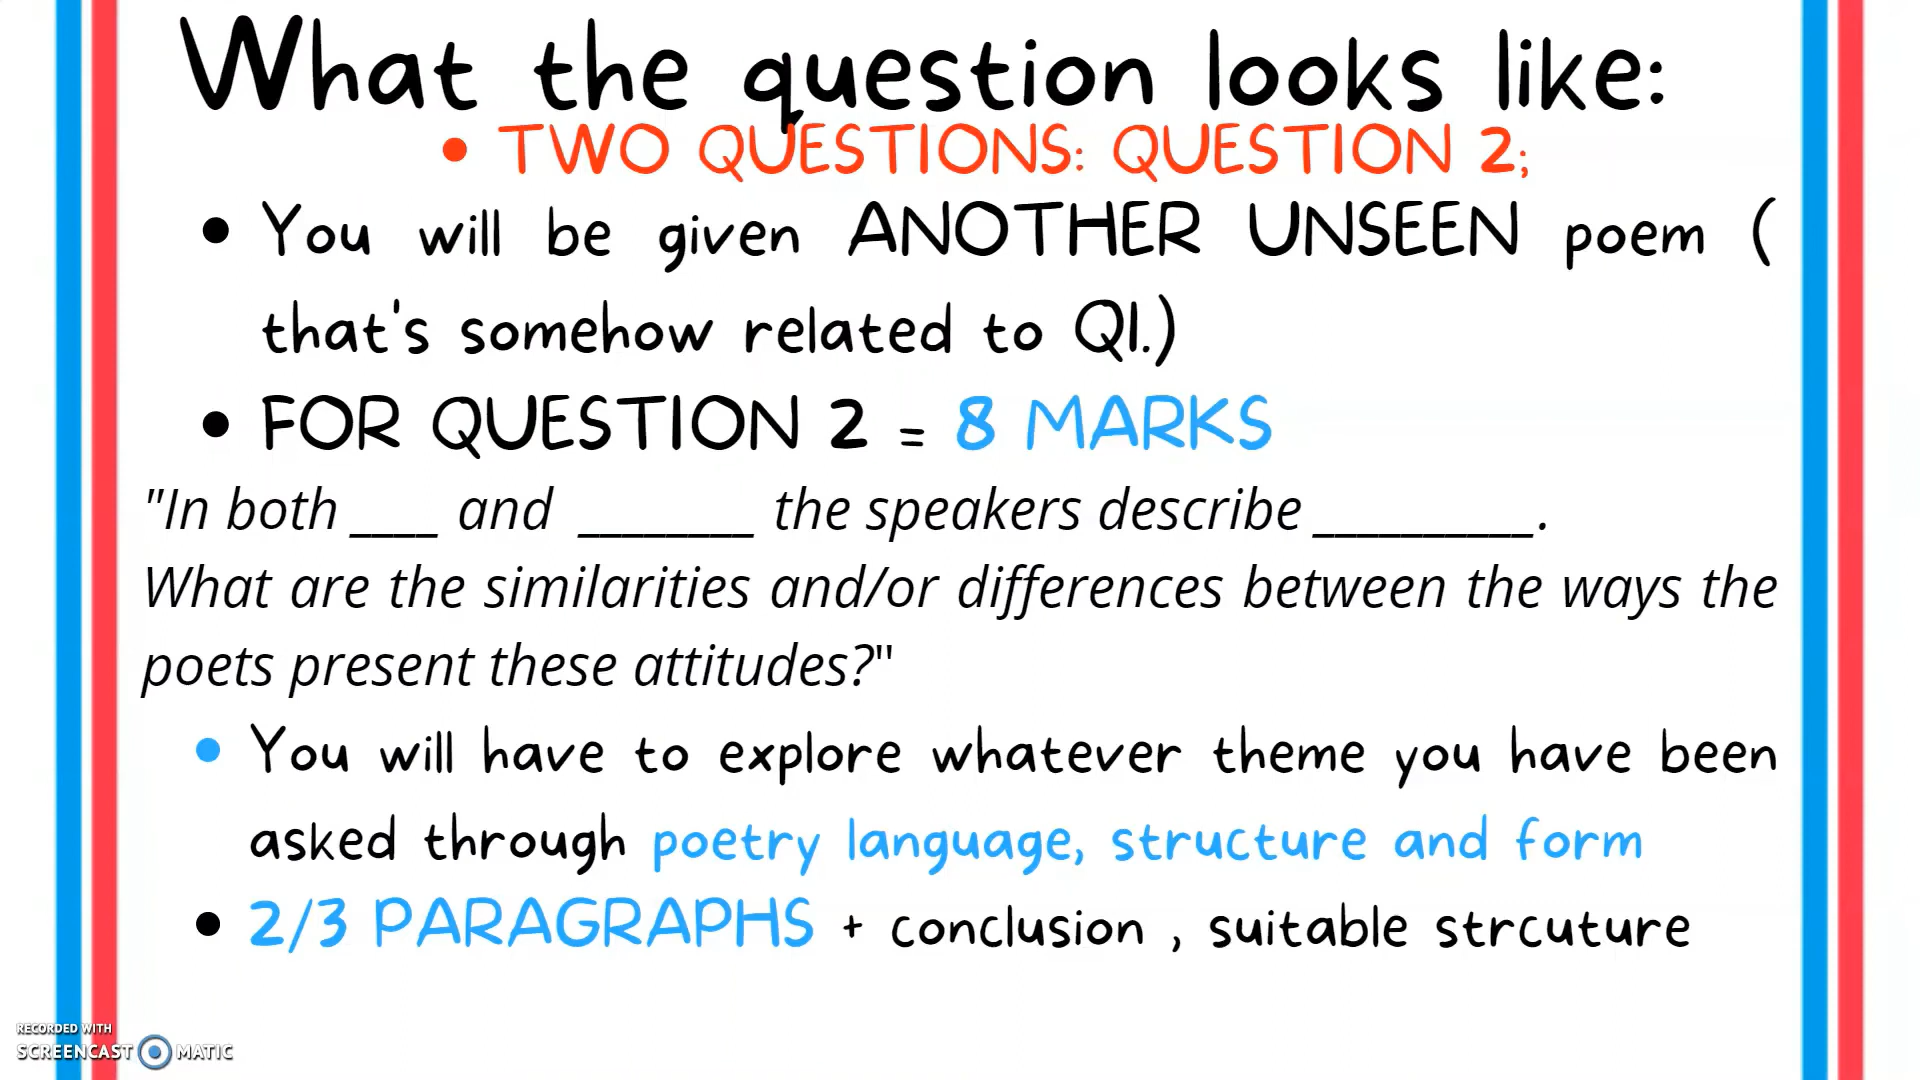 What the question looks like:
• TWO QUESTIONS: QUESTION 2;
• You will be given ANOTHER UNSEEN poem (
that's somehow related to Q1.)
• FOR QUESTION 2 = 8 MARKS
"In both ____ and ________ the speakers describe __________.
What are the similarities and/or differences between the ways the
poets present these attitudes?"
• You will have to explore whatever theme you have been
asked through poetry language, structure and form
• 2/3 PARAGRAPHS + conclusion , suitable strcuture
RECORDED WITH
SCREENCAST MATIC